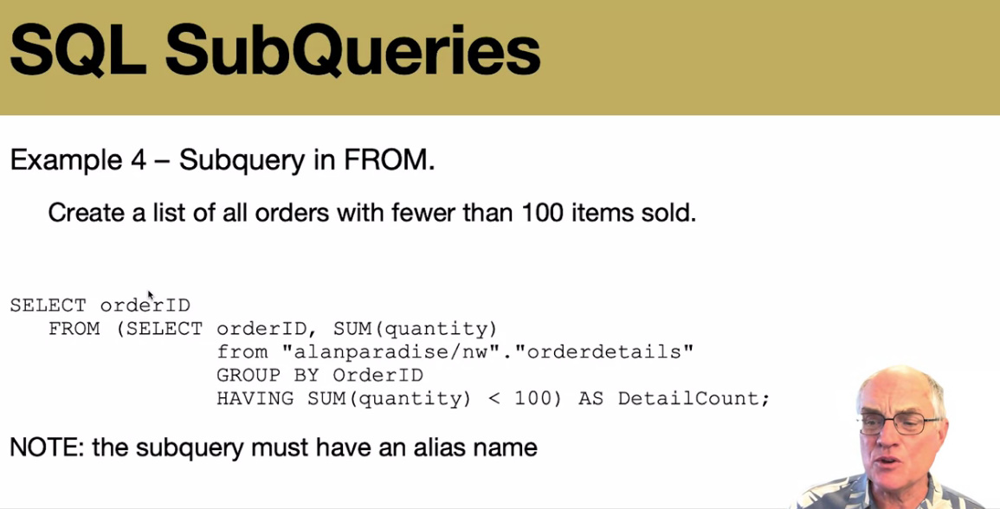 SQL SubQueries
Example 4 – Subquery in FROM.
Create a list of all orders with fewer than 100 items sold.
SELECT orderID
FROM (SELECT orderID, SUM(quantity)
from "alanparadise/nw"."orderdetails"
GROUP BY OrderID
HAVING SUM(quantity) < 100) AS DetailCount;
NOTE: the subquery must have an alias name